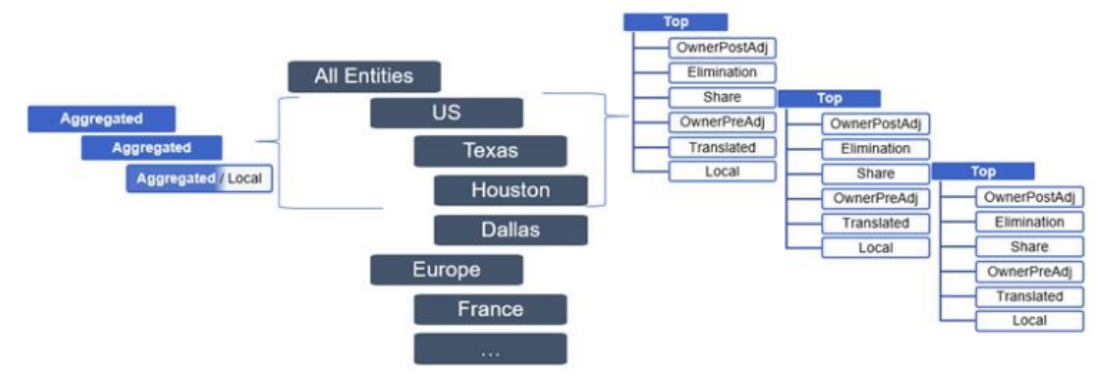 Aggregated
Aggregated
Aggregated / Local
All Entities
US
Texas
Houston
Dallas
Europe
France
...
Top
OwnerPostAdj
Elimination
Share
OwnerPreAdj
Translated
Local
Top
OwnerPostAdj
Elimination
Share
OwnerPreAdj
Translated
Local
Top
OwnerPostAdj
Elimination
Share
OwnerPreAdj
Translated
Local